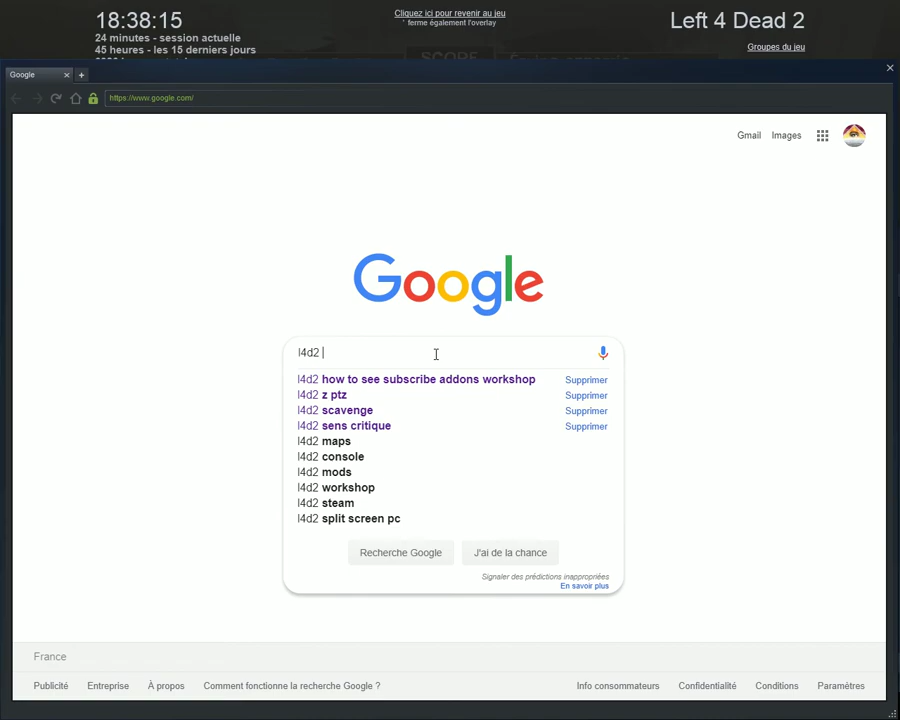 18:38:15
24 minutes - session actuelle
45 heures - les 15 derniers jours
Cliquez ici pour revenir au jeu
* ferme également l'overlay
Left 4 Dead 2
Groupes du jeu
SCORE
Google
https://www.google.com/
Gmail Images
Google
l4d2
l4d2 how to see subscribe addons workshop Supprimer
l4d2 z ptz Supprimer
l4d2 scavenge Supprimer
l4d2 sens critique Supprimer
l4d2 maps
l4d2 console
l4d2 mods
l4d2 workshop
l4d2 steam
l4d2 split screen pc
Recherche Google J'ai de la chance
Signaler des prédictions inappropriées
En savoir plus
France
Publicité Entreprise À propos Comment fonctionne la recherche Google ? Info consommateurs Confidentialité Conditions Paramètres